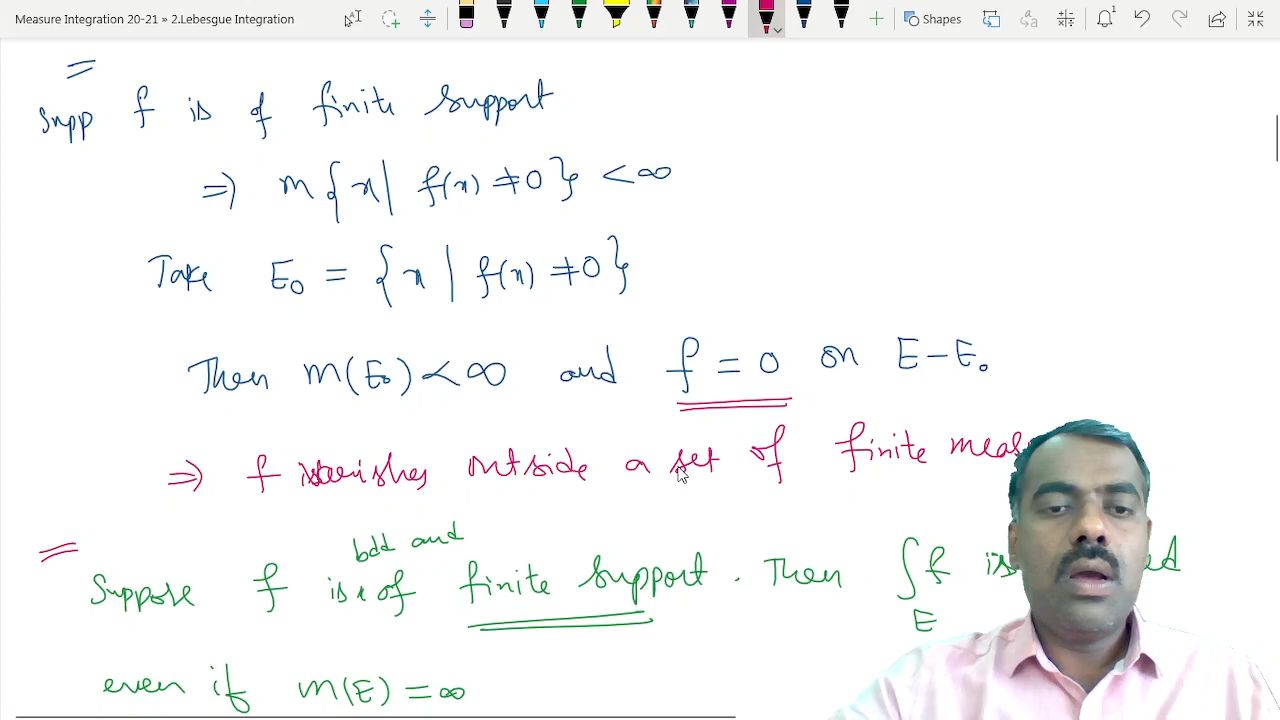 Measure Integration 20-21 » 2.Lebesgue Integration
Shapes
Supp f is of finite support
⇒ m{x| f(x) ≠ 0} < ∞
Take E₀ = {x | f(x) ≠ 0}
Then m(E₀) < ∞ and f = 0 on E - E₀
⇒ f vanishes outside a set of finite
bdd and
Suppose f is of finite support. Then ∫ f is
E
even if m(E) = ∞